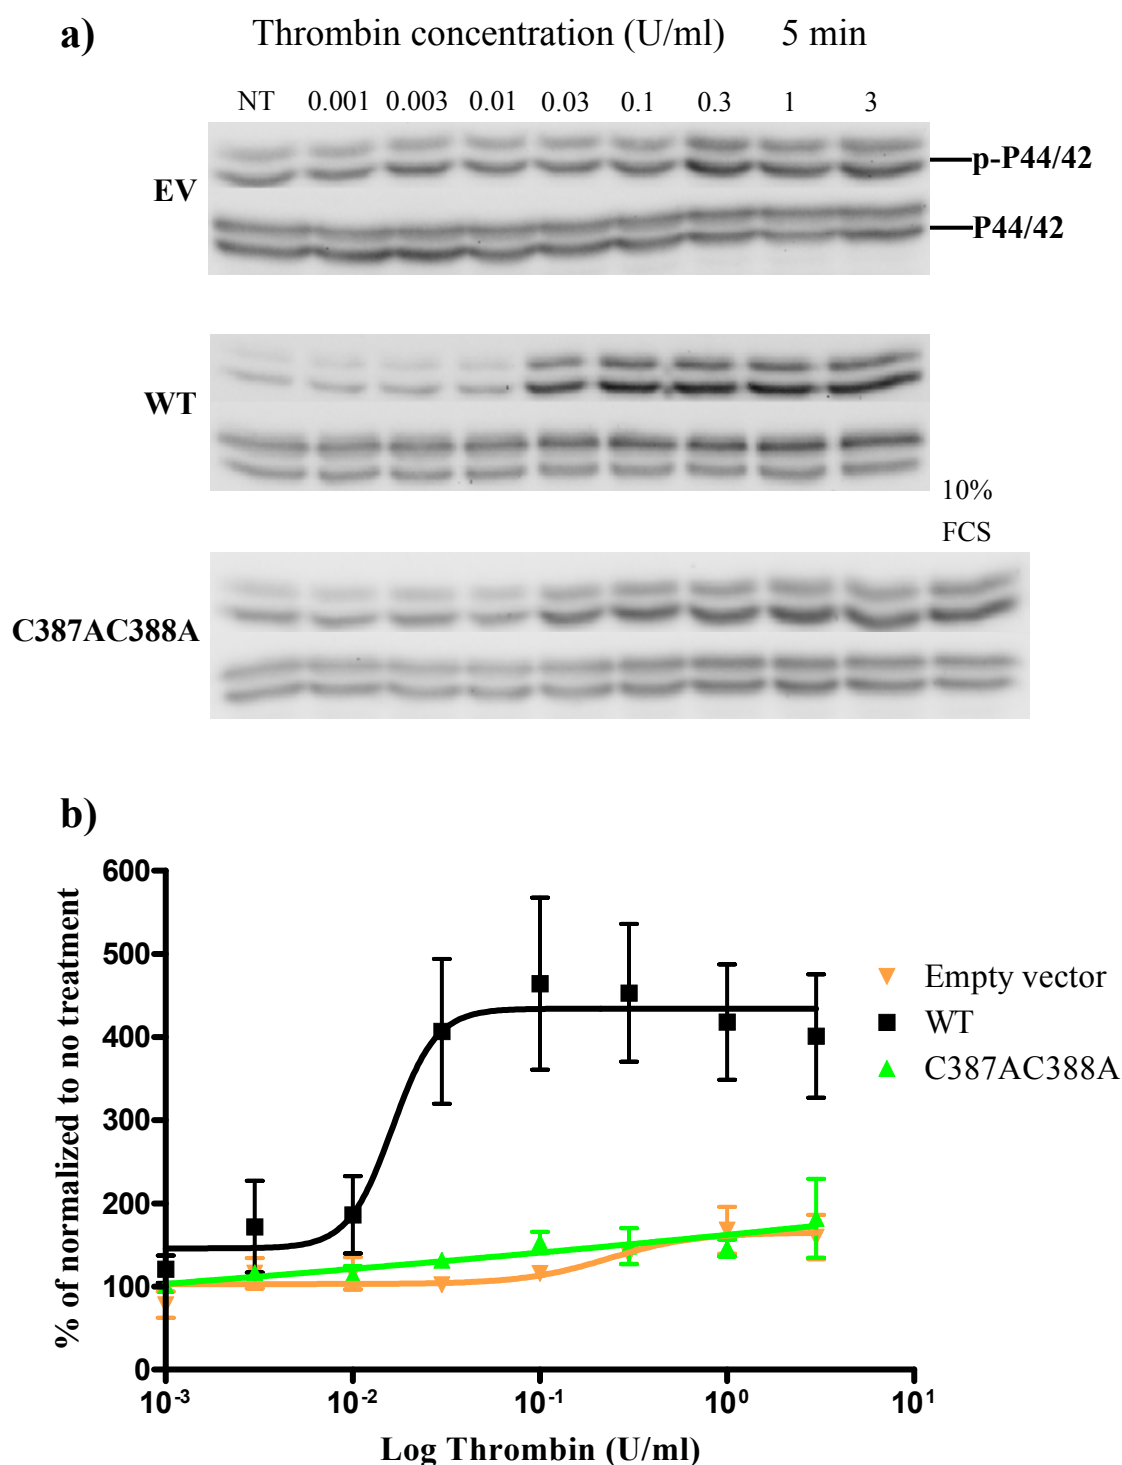 a) Thrombin concentration (U/ml) 5 min
NT 0.001 0.003 0.01 0.03 0.1 0.3 1 3
EV
p-P44/42
P44/42
WT
10%
FCS
C387AC388A
b)
% of normalized to no treatment
600
500
400
300
200
100
0
10-3 10-2 10-1 100 101
Log Thrombin (U/ml)
Empty vector
WT
C387AC388A